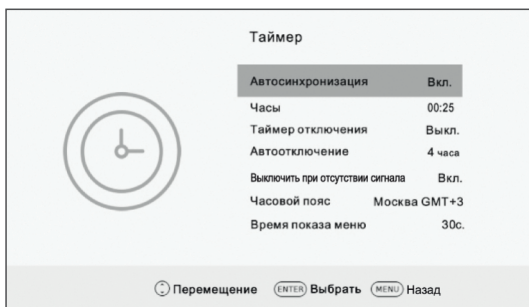 Таймер
Автосинхронизация Вкл.
Часы 00:25
Таймер отключения Выкл.
Автоотключение 4 часа
Выключить при отсутствии сигнала Вкл.
Часовой пояс Москва GMT+3
Время показа меню 30с.
Перемещение ENTER Выбрать MENU Назад